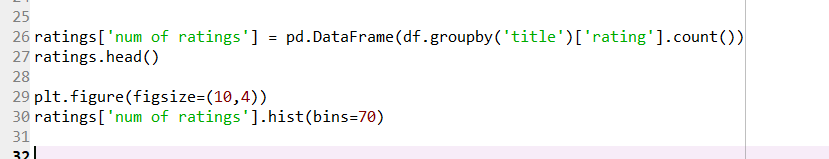 25
26 ratings['num of ratings'] = pd.DataFrame(df.groupby('title')['rating'].count())
27 ratings.head()
28
29 plt.figure(figsize=(10,4))
30 ratings['num of ratings'].hist(bins=70)
31
32